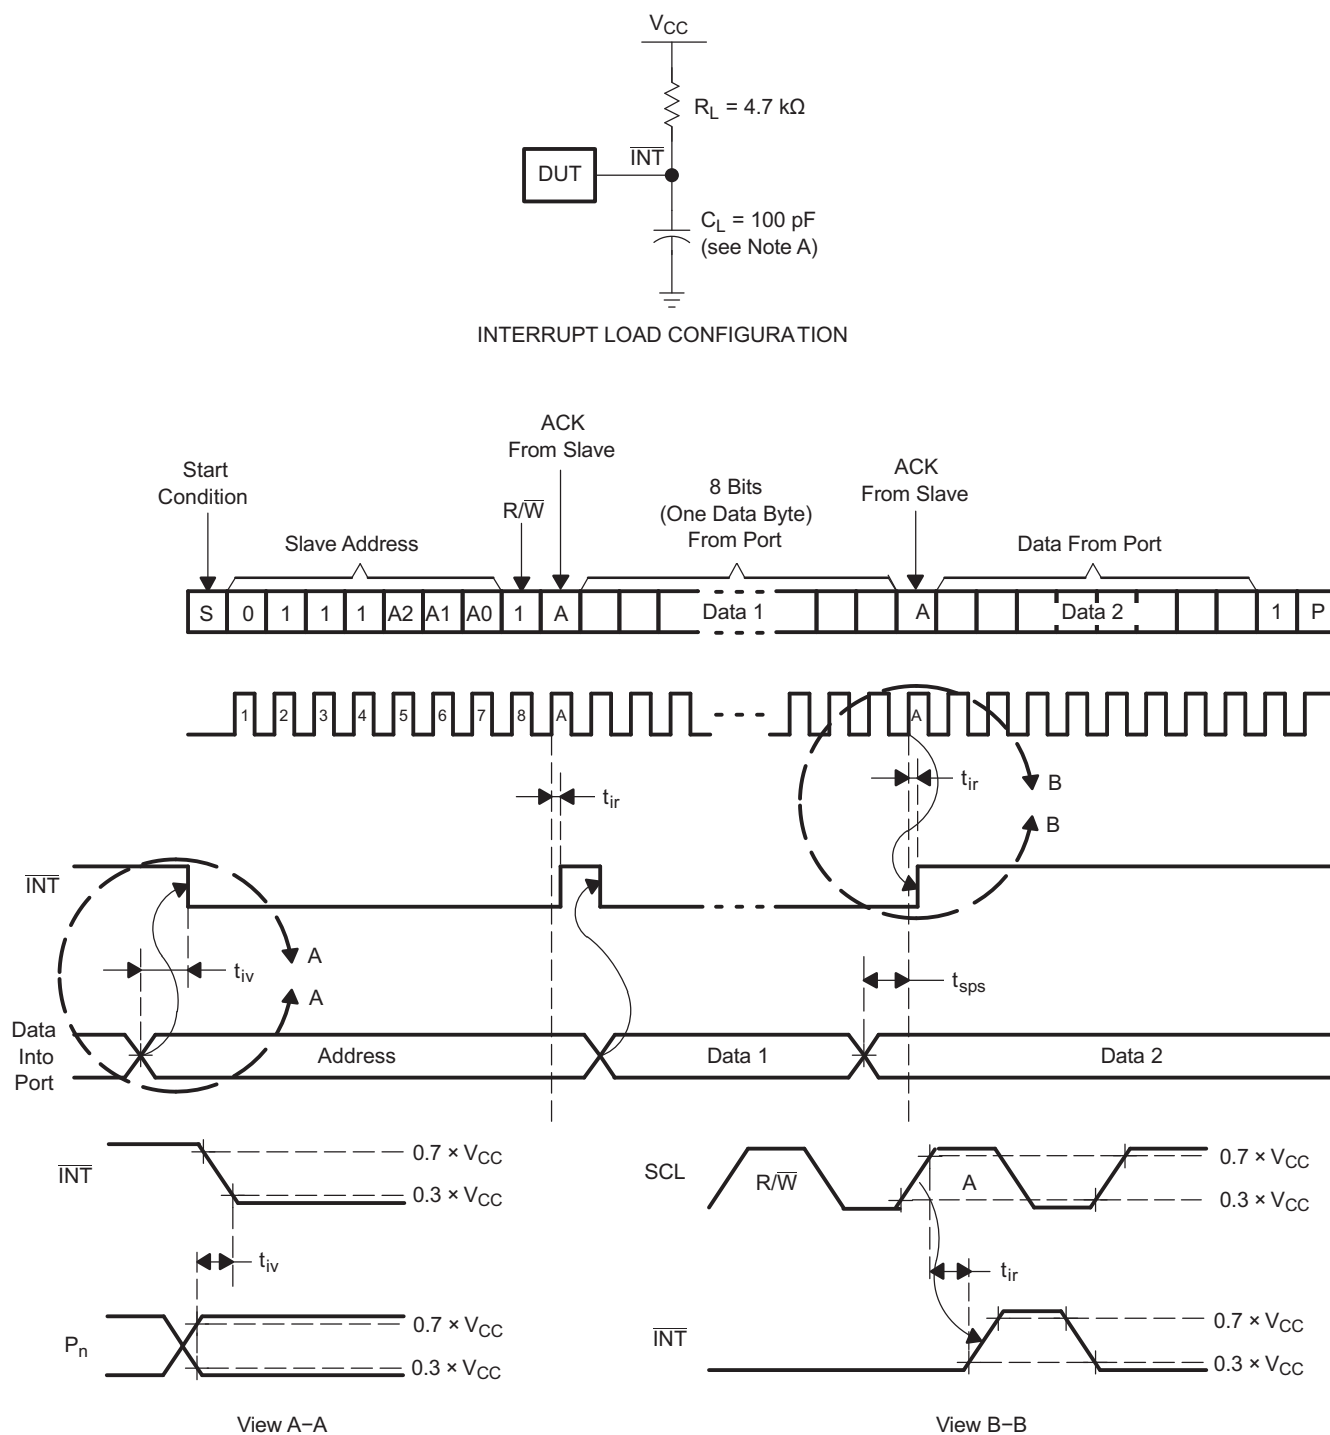 VCC
RL = 4.7 kΩ
INT
DUT
CL = 100 pF
(see Note A)
INTERRUPT LOAD CONFIGURATION
Start
Condition
Slave Address
R/W
ACK
From Slave
8 Bits
(One Data Byte)
From Port
ACK
From Slave
Data From Port
S 0 1 1 1 A2 A1 A0 1 A Data 1 A Data 2 1 P
1 2 3 4 5 6 7 8 A A
tir
tir
B
B
INT
tiv
A
A
tsps
Data
Into
Port
Address
Data 1
Data 2
INT
0.7 × VCC
0.3 × VCC
tiv
Pn
0.7 × VCC
0.3 × VCC
View A–A
SCL
R/W
A
0.7 × VCC
0.3 × VCC
tir
INT
0.7 × VCC
0.3 × VCC
View B–B